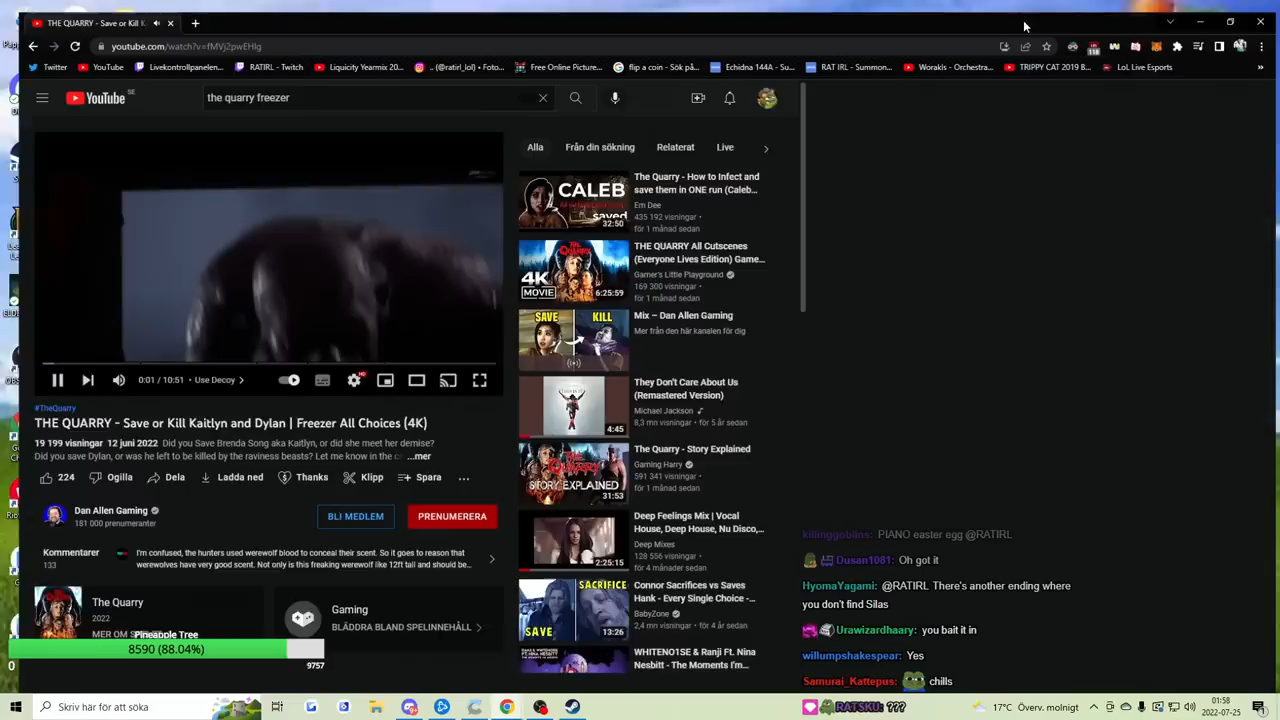 THE QUARRY - Save or Kill K
youtube.com/watch?v=fMVj2pwEHIg
118
Twitter
YouTube
Livekontrollpanelen...
RATIRL - Twitch
Liquicity Yearmix 20...
.. (@ratirl_lol) • Foto...
Free Online Picture...
flip a coin - Sök på...
Echidna 144A - Su...
RAT IRL - Summon...
Worakls - Orchestra...
TRIPPY CAT 2019 B...
LoL Live Esports
»
YouTube SE
the quarry freezer
Alla
Från din sökning
Relaterat
Live
0:01 / 10:51 • Use Decoy
HD
#TheQuarry
THE QUARRY - Save or Kill Kaitlyn and Dylan | Freezer All Choices (4K)
19 199 visningar 12 juni 2022 Did you Save Brenda Song aka Kaitlyn, or did she meet her demise?
Did you save Dylan, or was he left to be killed by the raviness beasts? Let me know in the c ...mer
224
Ogilla
Dela
Ladda ned
Thanks
Klipp
Spara
Dan Allen Gaming
181 000 prenumeranter
BLI MEDLEM
PRENUMERERA
Kommentarer
133
I'm confused, the hunters used werewolf blood to conceal their scent. So it goes to reason that
werewolves have very good scent. Not only is this freaking werewolf like 12ft tall and should be...
The Quarry
2022
MER OM S
Gaming
BLÄDDRA BLAND SPELINNEHÅLL
Pineapple Tree
8590 (88.04%)
0
9757
CALEB
saved
32:50
The Quarry - How to Infect and
save them in ONE run (Caleb...
Em Dee
435 192 visningar •
för 1 månad sedan
THE QUARRY
4K
MOVIE
6:25:59
THE QUARRY All Cutscenes
(Everyone Lives Edition) Game...
Gamer's Little Playground
169 300 visningar •
för 1 månad sedan
SAVE
KILL
Mix – Dan Allen Gaming
Mer från den här kanalen för dig
4:45
They Don't Care About Us
(Remastered Version)
Michael Jackson
8,3 mn visningar • för 5 år sedan
STORY EXPLAINED
31:53
The Quarry - Story Explained
Gaming Harry
591 341 visningar •
för 1 månad sedan
2:25:15
Deep Feelings Mix | Vocal
House, Deep House, Nu Disco,...
Deep Mixes
128 556 visningar •
för 4 månader sedan
SACRIFICE
SAVE
13:26
Connor Sacrifices vs Saves
Hank - Every Single Choice -...
BabyZone
2,4 mn visningar • för 4 år sedan
WHITENO1SE & Ranji Ft. Nina
Nesbitt - The Moments I'm...
killinggoblins: PIANO easter egg @RATIRL
Dusan1081: Oh got it
HyomaYagami: @RATIRL There's another ending where
you don't find Silas
Urawizardhaary: you bait it in
willumpshakespear: Yes
Samurai_Kattepus: chills
RATSKU: ???
Skriv här för att söka
17°C Överv. molnigt
01:58
2022-07-25
1